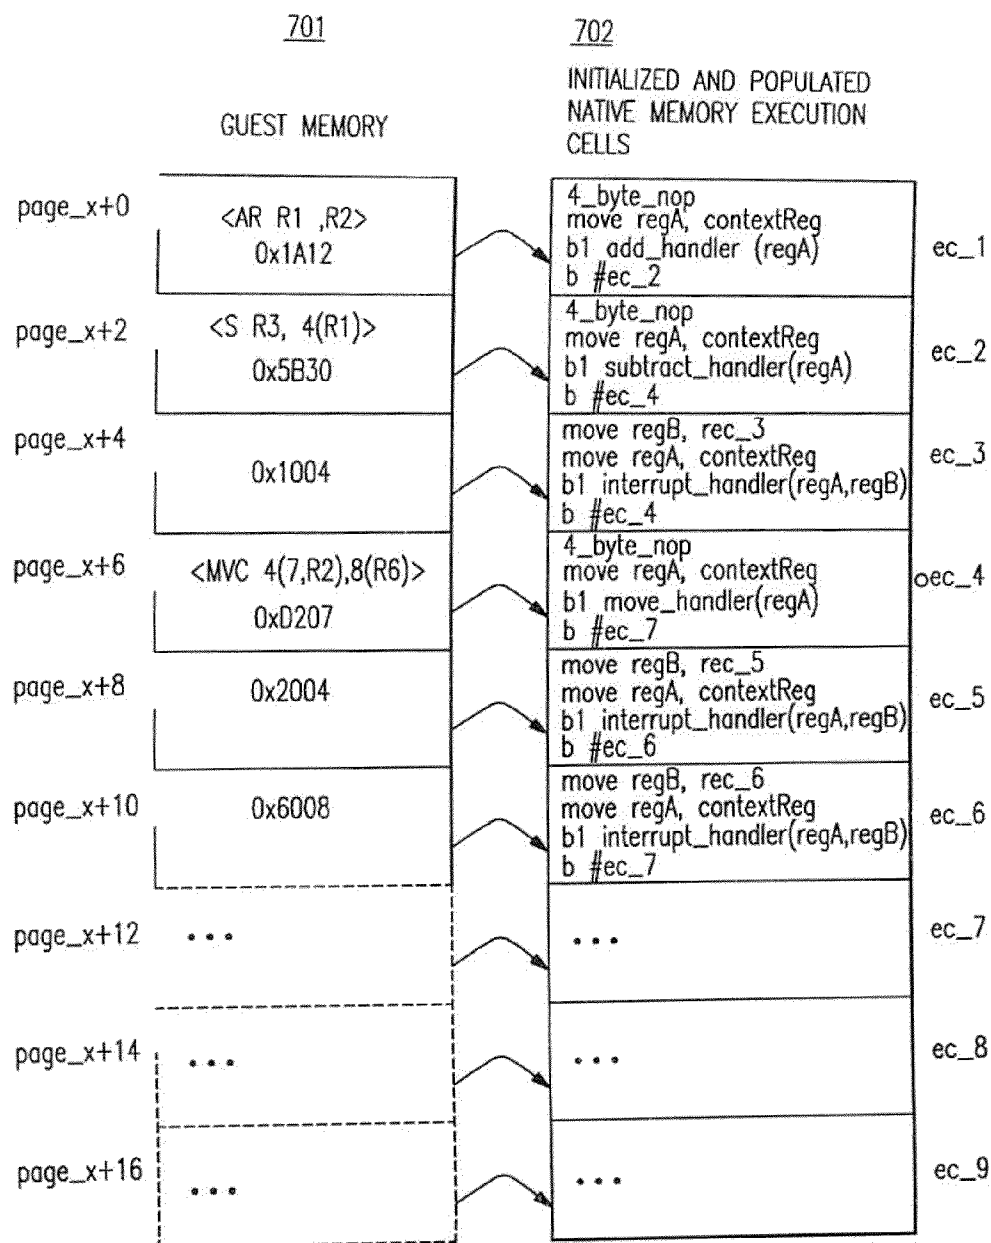 701
702
GUEST MEMORY
INITIALIZED AND POPULATED
NATIVE MEMORY EXECUTION
CELLS
page_x+0
<AR R1 ,R2>
0x1A12
4_byte_nop
move regA, contextReg
b1 add_handler (regA)
b #ec_2
ec_1
page_x+2
<S R3, 4(R1)>
0x5B30
4_byte_nop
move regA, contextReg
b1 subtract_handler(regA)
b #ec_4
ec_2
page_x+4
0x1004
move regB, rec_3
move regA, contextReg
b1 interrupt_handler(regA,regB)
b #ec_4
ec_3
page_x+6
<MVC 4(7,R2),8(R6)>
0xD207
4_byte_nop
move regA, contextReg
b1 move_handler(regA)
b #ec_7
oec_4
page_x+8
0x2004
move regB, rec_5
move regA, contextReg
b1 interrupt_handler(regA,regB)
b #ec_6
ec_5
page_x+10
0x6008
move regB, rec_6
move regA, contextReg
b1 interrupt_handler(regA,regB)
b #ec_7
ec_6
page_x+12
...
...
ec_7
page_x+14
...
...
ec_8
page_x+16
...
...
ec_9